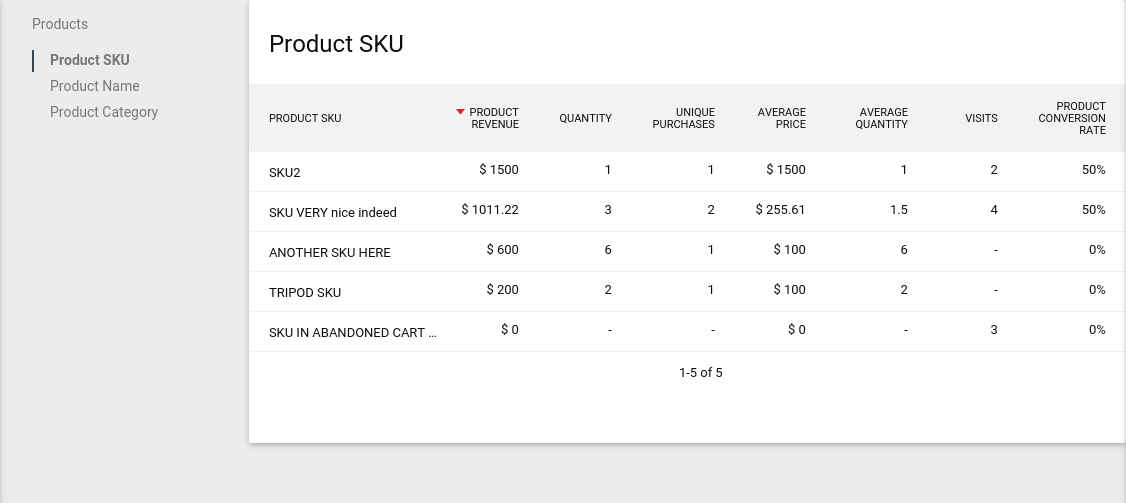 Products
Product SKU
Product Name
Product Category
Product SKU
PRODUCT SKU PRODUCT REVENUE QUANTITY UNIQUE PURCHASES AVERAGE PRICE AVERAGE QUANTITY VISITS PRODUCT CONVERSION RATE
SKU2 $ 1500 1 1 $ 1500 1 2 50%
SKU VERY nice indeed $ 1011.22 3 2 $ 255.61 1.5 4 50%
ANOTHER SKU HERE $ 600 6 1 $ 100 6 - 0%
TRIPOD SKU $ 200 2 1 $ 100 2 - 0%
SKU IN ABANDONED CART ... $ 0 - - $ 0 - 3 0%
1-5 of 5